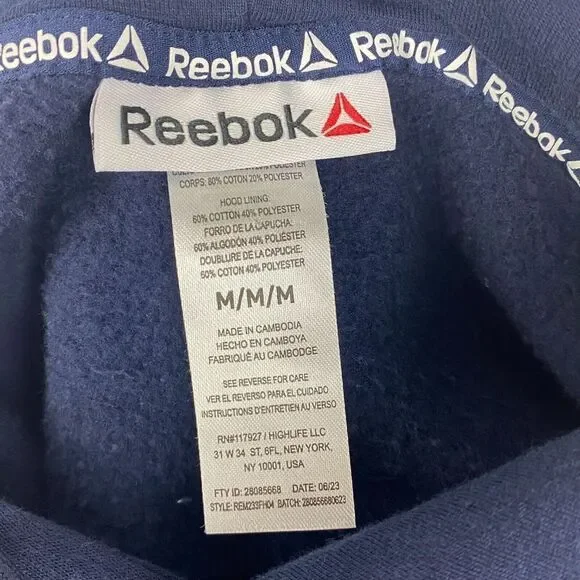 Reebok Reebok Reebok Reebok
Reebok
POLIESTER
CORPS: 80% COTON 20% POLYESTER
HOOD LINING:
60% COTTON 40% POLYESTER
FORRO DE LA CAPUCHA:
60% ALGODÓN 40% POLIÉSTER
DOUBLURE DE LA CAPUCHE:
60% COTON 40% POLYESTER
M/M/M
MADE IN CAMBODIA
HECHO EN CAMBOYA
FABRIQUÉ AU CAMBODGE
SEE REVERSE FOR CARE
VER EL REVERSO PARA EL CUIDADO
INSTRUCTIONS D'ENTRETIEN AU VERSO
RN#117927 / HIGHLIFE LLC
31 W 34 ST, 6FL, NEW YORK,
NY 10001, USA
FTY ID: 28085668 DATE: 06/23
STYLE: REM233FH04 BATCH: 280856680623